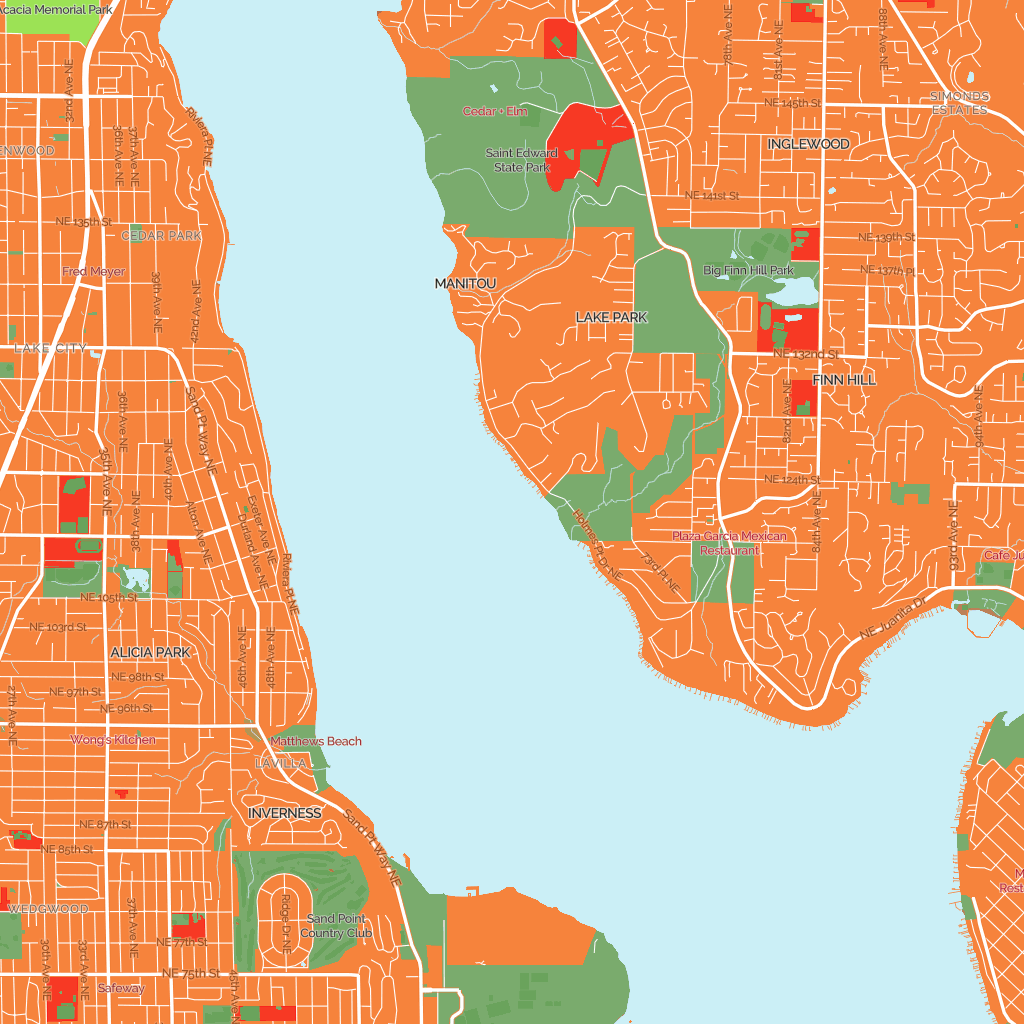 Acacia Memorial Park
32nd Ave NE
36th Ave NE
37th Ave NE
Riviera Pl NE
NE 135th St
CEDAR PARK
Fred Meyer
39th Ave NE
42nd Ave NE
LAKE CITY
36th Ave NE
Sand Pt Way NE
35th Ave NE
40th Ave NE
38th Ave NE
Alton Ave NE
Exeter Ave NE
Durland Ave NE
Riviera Pl NE
NE 105th St
NE 103rd St
ALICIA PARK
46th Ave NE
48th Ave NE
NE 98th St
NE 97th St
27th Ave NE
NE 96th St
Wong's Kitchen
Matthews Beach
LAVILLA
INVERNESS
NE 87th St
NE 85th St
Sand Pt Way NE
WEDGWOOD
37th Ave NE
Ridge Dr NE
Sand Point
Country Club
NE 77th St
30th Ave NE
33rd Ave NE
NE 75th St
Safeway
45th Ave NE
78th Ave NE
81st Ave NE
88th Ave NE
SIMONDS
ESTATES
NE 145th St
Cedar + Elm
INGLEWOOD
Saint Edward
State Park
NE 141st St
NE 139th St
Big Finn Hill Park
NE 137th Pl
MANITOU
LAKE PARK
NE 132nd St
FINN HILL
82nd Ave NE
94th Ave NE
NE 124th St
84th Ave NE
Holmes Pt Dr NE
Plaza Garcia Mexican
Restaurant
73rd Pl NE
93rd Ave NE
NE Juanita Dr